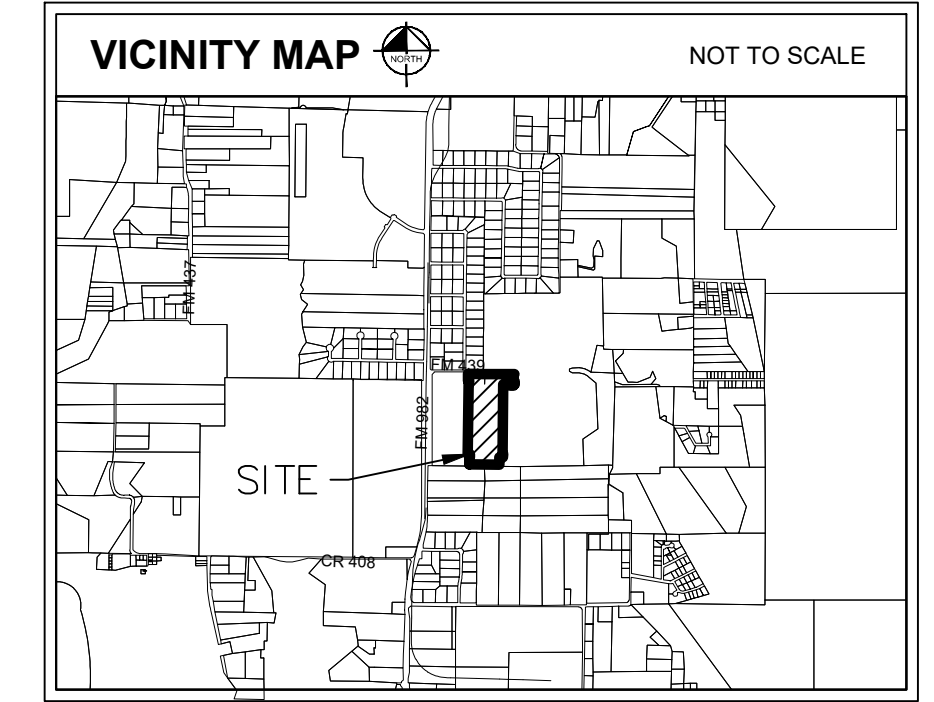 VICINITY MAP
NORTH
NOT TO SCALE
FM 437
FM 439
FM 982
SITE
CR 408